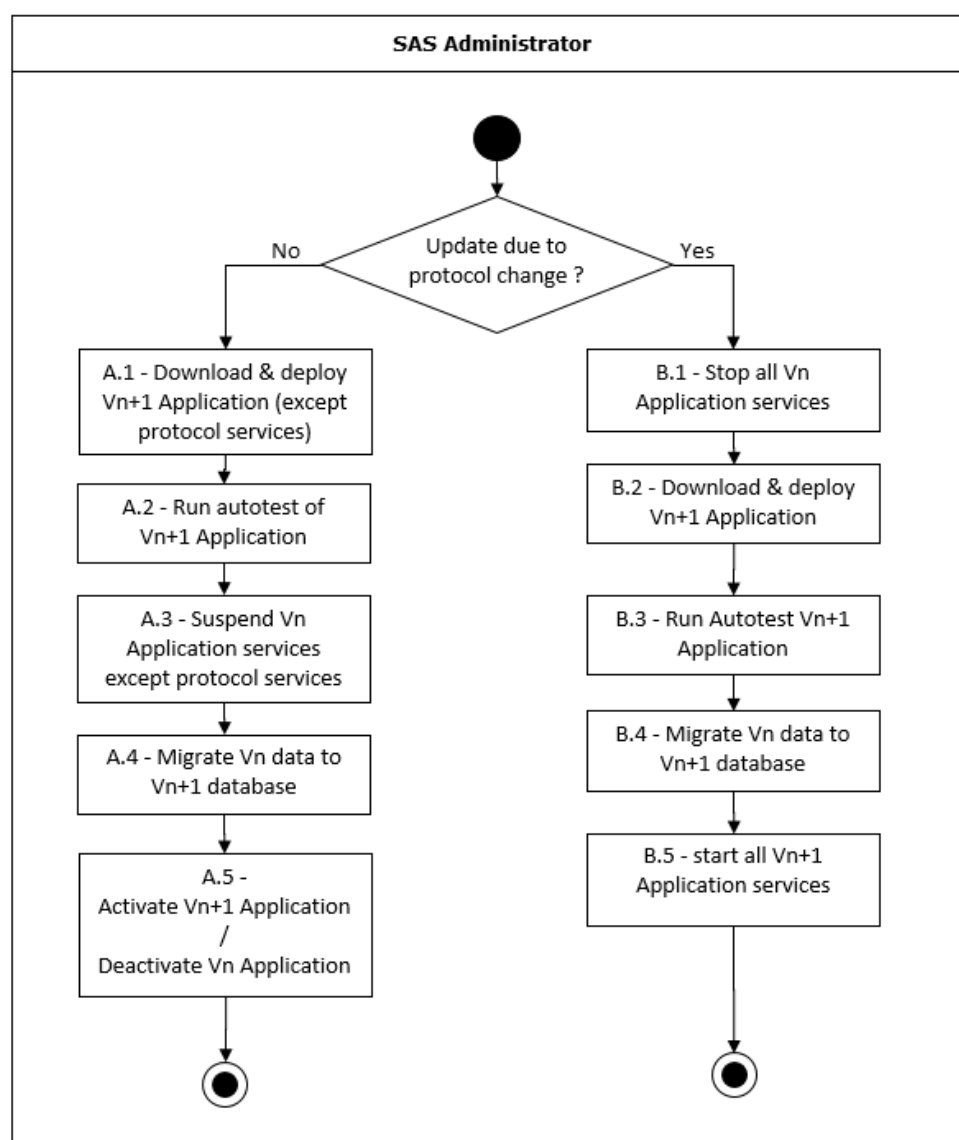 SAS Administrator
Update due to
protocol change ?
No
Yes
A.1 - Download & deploy
Vn+1 Application (except
protocol services)
A.2 - Run autotest of
Vn+1 Application
A.3 - Suspend Vn
Application services
except protocol services
A.4 - Migrate Vn data to
Vn+1 database
A.5 -
Activate Vn+1 Application
/
Deactivate Vn Application
B.1 - Stop all Vn
Application services
B.2 - Download & deploy
Vn+1 Application
B.3 - Run Autotest Vn+1
Application
B.4 - Migrate Vn data to
Vn+1 database
B.5 - start all Vn+1
Application services